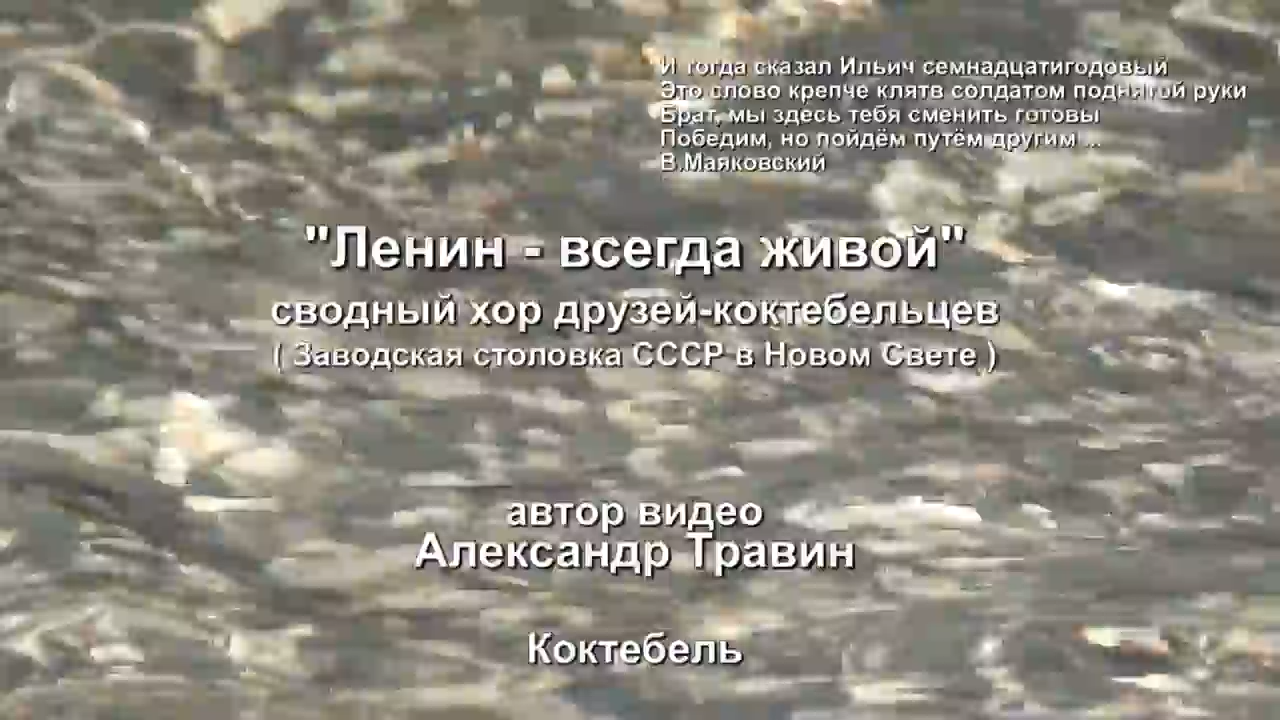 И тогда сказал Ильич семнадцатигодовый
Это слово крепче клятв солдатом поднятой руки
Брат, мы здесь тебя сменить готовы
Победим, но пойдём путём другим ...
В.Маяковский
"Ленин - всегда живой"
сводный хор друзей-коктебельцев
( Заводская столовка СССР в Новом Свете )
автор видео
Александр Травин
Коктебель